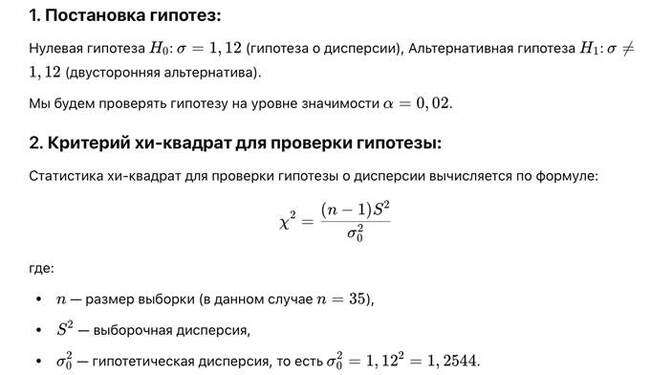 1. Постановка гипотез:
Нулевая гипотеза H₀: σ = 1, 12 (гипотеза о дисперсии), Альтернативная гипотеза H₁: σ ≠
1, 12 (двусторонняя альтернатива).
Мы будем проверять гипотезу на уровне значимости α = 0, 02.
2. Критерий хи-квадрат для проверки гипотезы:
Статистика хи-квадрат для проверки гипотезы о дисперсии вычисляется по формуле:
χ² = (n − 1)S² / σ₀²
где:
• n — размер выборки (в данном случае n = 35),
• S² — выборочная дисперсия,
• σ₀² — гипотетическая дисперсия, то есть σ₀² = 1, 12² = 1, 2544.